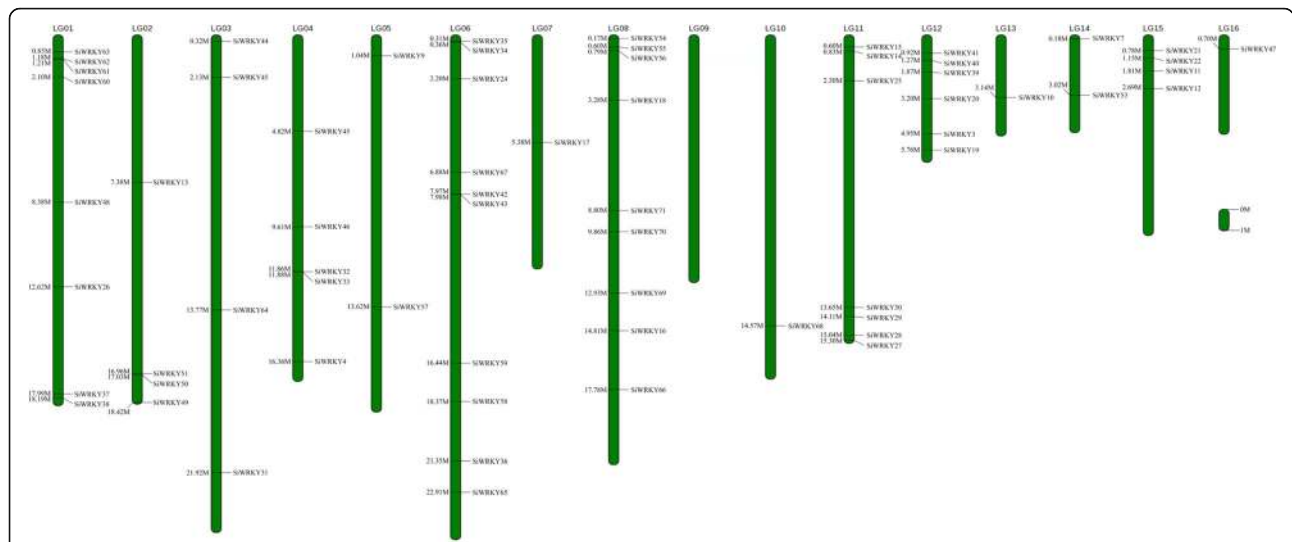 LG01 LG02 LG03 LG04 LG05 LG06 LG07 LG08 LG09 LG10 LG11 LG12 LG13 LG14 LG15 LG16
0.85M SiWRKY63
1.18M SiWRKY62
1.21M SiWRKY61
2.10M SiWRKY60
8.38M SiWRKY48
12.62M SiWRKY26
17.99M SiWRKY37
18.19M SiWRKY38
7.38M SiWRKY13
16.96M SiWRKY51
17.03M SiWRKY50
18.42M SiWRKY49
0.32M SiWRKY44
2.13M SiWRKY45
13.77M SiWRKY64
21.92M SiWRKY31
4.82M SiWRKY45
9.61M SiWRKY46
11.86M SiWRKY32
11.88M SiWRKY33
16.38M SiWRKY4
1.04M SiWRKY9
13.62M SiWRKY57
0.31M SiWRKY35
0.36M SiWRKY34
2.20M SiWRKY24
6.88M SiWRKY67
7.97M SiWRKY42
7.98M SiWRKY43
16.44M SiWRKY59
18.37M SiWRKY58
21.35M SiWRKY36
22.91M SiWRKY65
5.38M SiWRKY17
0.17M SiWRKY54
0.60M SiWRKY55
0.79M SiWRKY56
3.28M SiWRKY18
8.80M SiWRKY71
9.86M SiWRKY70
12.93M SiWRKY69
14.81M SiWRKY16
17.78M SiWRKY66
14.57M SiWRKY68
0.60M SiWRKY15
0.83M SiWRKY14
2.30M SiWRKY25
13.65M SiWRKY30
14.11M SiWRKY29
15.04M SiWRKY28
15.30M SiWRKY27
0.92M SiWRKY41
1.27M SiWRKY40
1.87M SiWRKY39
3.20M SiWRKY20
4.95M SiWRKY3
5.76M SiWRKY19
3.14M SiWRKY10
0.18M SiWRKY7
3.02M SiWRKY53
0.78M SiWRKY21
1.15M SiWRKY22
1.81M SiWRKY11
2.69M SiWRKY12
0.70M SiWRKY47
0M
1M